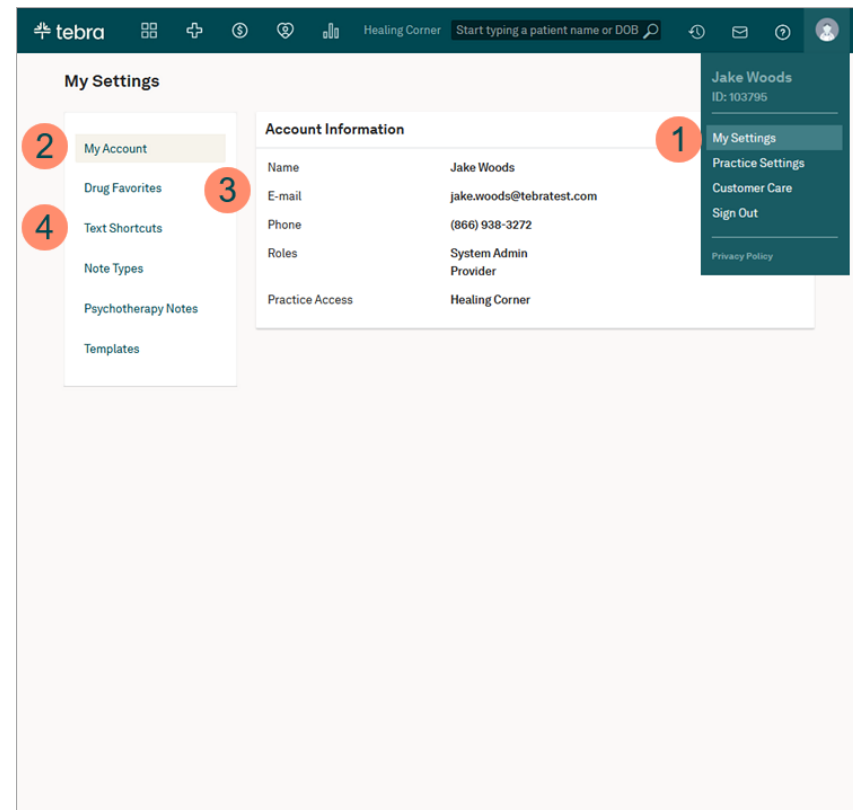 tebra
Healing Corner
Start typing a patient name or DOB
Jake Woods
ID: 103795
1
My Settings
Practice Settings
Customer Care
Sign Out
Privacy Policy
My Settings
2
My Account
Drug Favorites
3
4
Text Shortcuts
Note Types
Psychotherapy Notes
Templates
Account Information
Name Jake Woods
E-mail jake.woods@tebratest.com
Phone (866) 938-3272
Roles System Admin
Provider
Practice Access Healing Corner